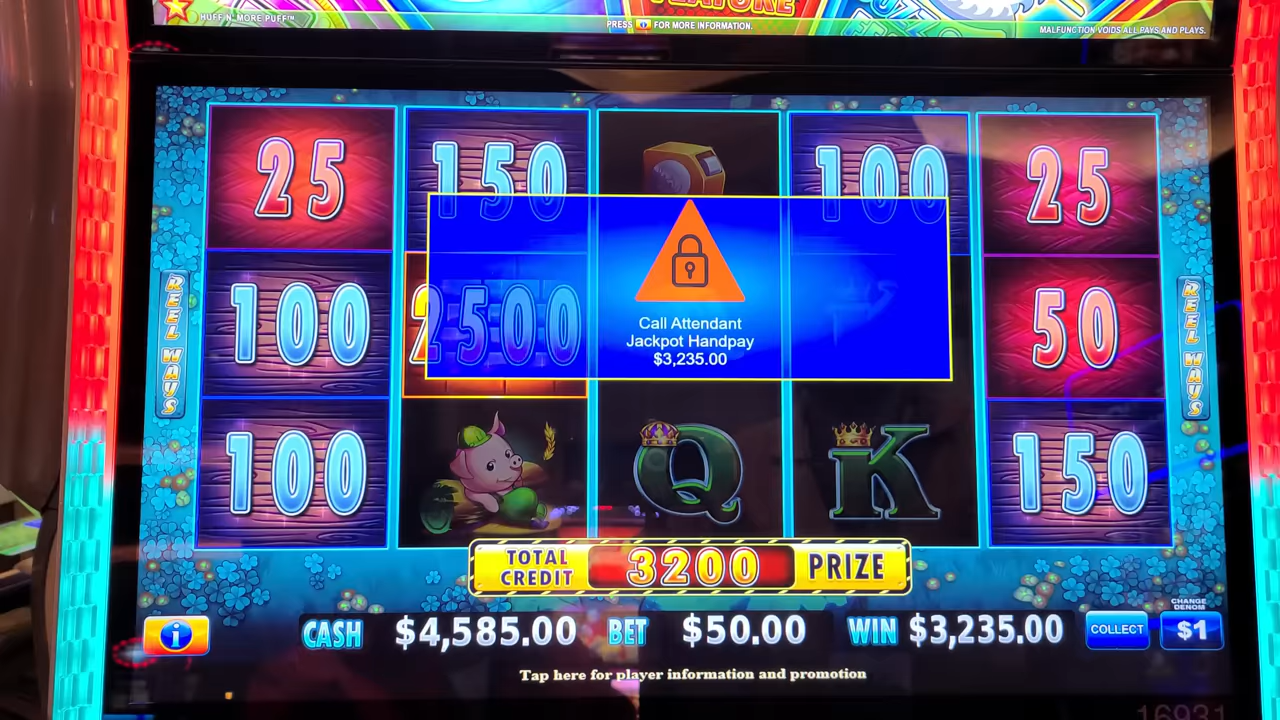 HUFF N' MORE PUFF™
FEATURE
PRESS i FOR MORE INFORMATION.
MALFUNCTION VOIDS ALL PAYS AND PLAYS.
25 150 100 25
REEL WAYS
100 2500 50
REEL WAYS
Call Attendant
Jackpot Handpay
$3,235.00
100 Q K 150
TOTAL CREDIT 3200 PRIZE
i CASH $4,585.00 BET $50.00 WIN $3,235.00 COLLECT
CHANGE
DENOM
$1
Tap here for player information and promotion
16931